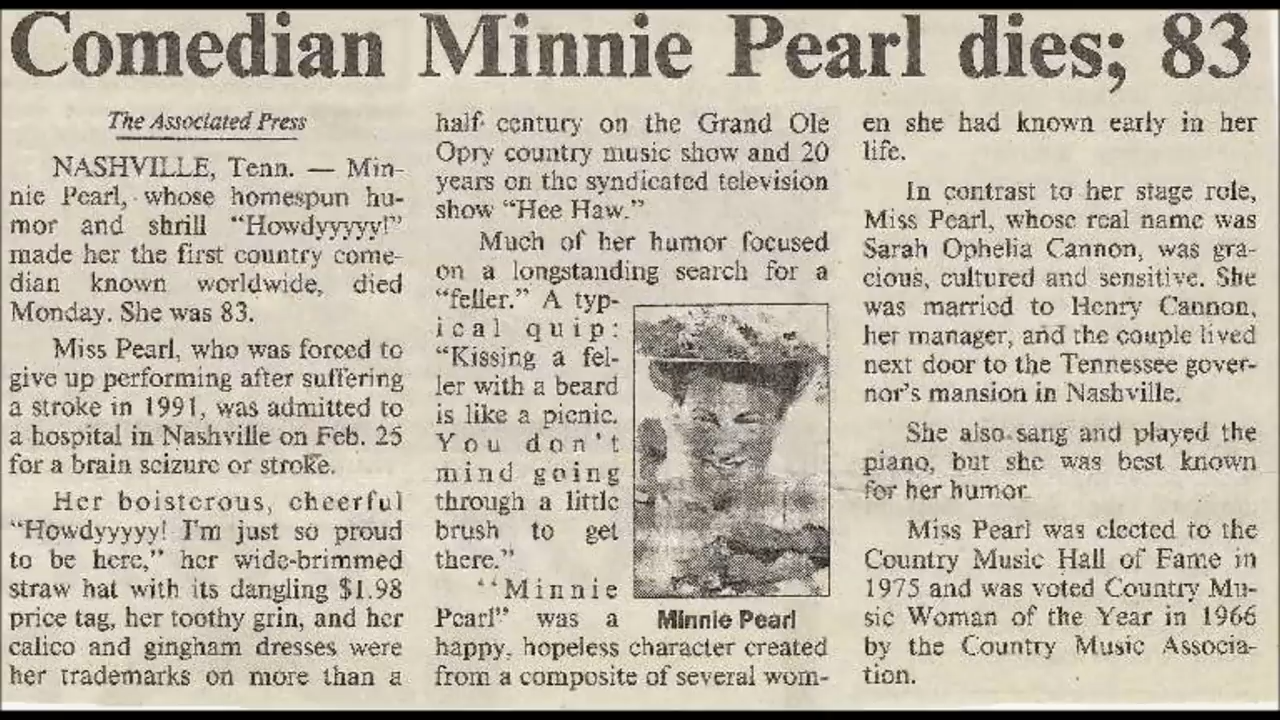 Comedian Minnie Pearl dies; 83
The Associated Press
NASHVILLE, Tenn. — Min-
nie Pearl, whose homespun hu-
mor and shrill "Howdyyyyy!"
made her the first country come-
dian known worldwide, died
Monday. She was 83.
Miss Pearl, who was forced to
give up performing after suffering
a stroke in 1991, was admitted to
a hospital in Nashville on Feb. 25
for a brain seizure or stroke.
Her boisterous, cheerful
"Howdyyyyy! I'm just so proud
to be here," her wide-brimmed
straw hat with its dangling $1.98
price tag, her toothy grin, and her
calico and gingham dresses were
her trademarks on more than a
half century on the Grand Ole
Opry country music show and 20
years on the syndicated television
show "Hee Haw."
Much of her humor focused
on a longstanding search for a
"feller." A typ-
ical quip:
"Kissing a fel-
ler with a beard
is like a picnic.
You don't
mind going
through a little
brush to get
there."
"Minnie
Pearl" was a
happy, hopeless character created
from a composite of several wom-
Minnie Pearl
en she had known early in her
life.
In contrast to her stage role,
Miss Pearl, whose real name was
Sarah Ophelia Cannon, was gra-
cious, cultured and sensitive. She
was married to Henry Cannon,
her manager, and the couple lived
next door to the Tennessee gover-
nor's mansion in Nashville.
She also sang and played the
piano, but she was best known
for her humor.
Miss Pearl was elected to the
Country Music Hall of Fame in
1975 and was voted Country Mu-
sic Woman of the Year in 1966
by the Country Music Associa-
tion.